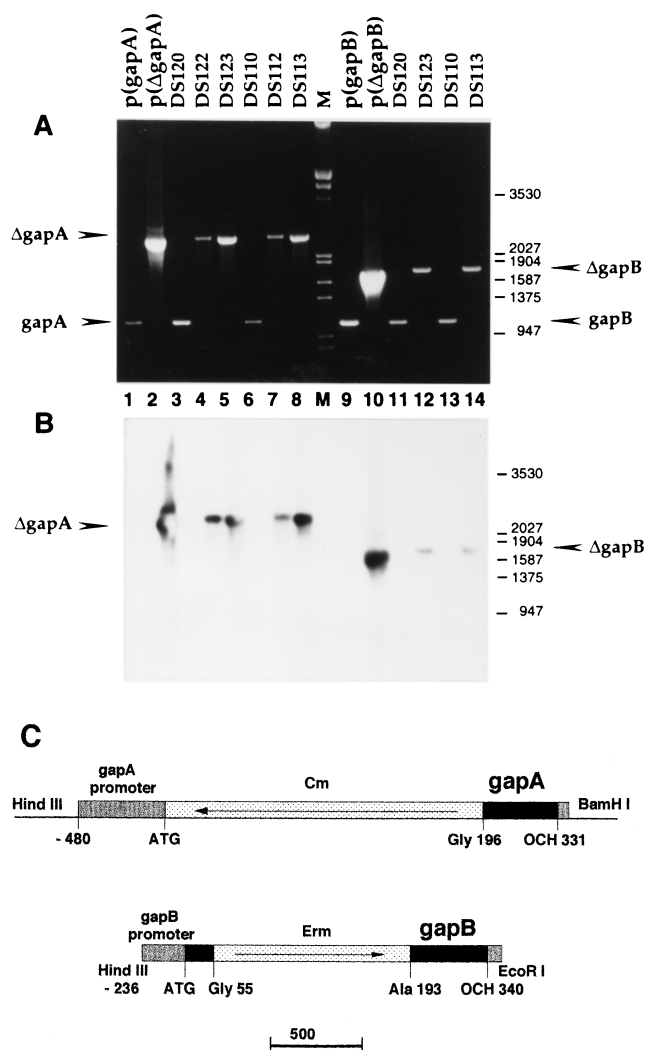 p(gapA) p(ΔgapA) DS120 DS122 DS123 DS110 DS112 DS113 M p(gapB) p(ΔgapB) DS120 DS123 DS110 DS113
A
3530
ΔgapA
2027
1904
ΔgapB
1587
1375
gapA
gapB
947
1 2 3 4 5 6 7 8 M 9 10 11 12 13 14
B
3530
ΔgapA
2027
1904
ΔgapB
1587
1375
947
C
gapA promoter
Cm
gapA
Hind III
BamH I
- 480
ATG
Gly 196
OCH 331
gapB promoter
Erm
gapB
Hind III
EcoR I
- 236
ATG
Gly 55
Ala 193
OCH 340
500